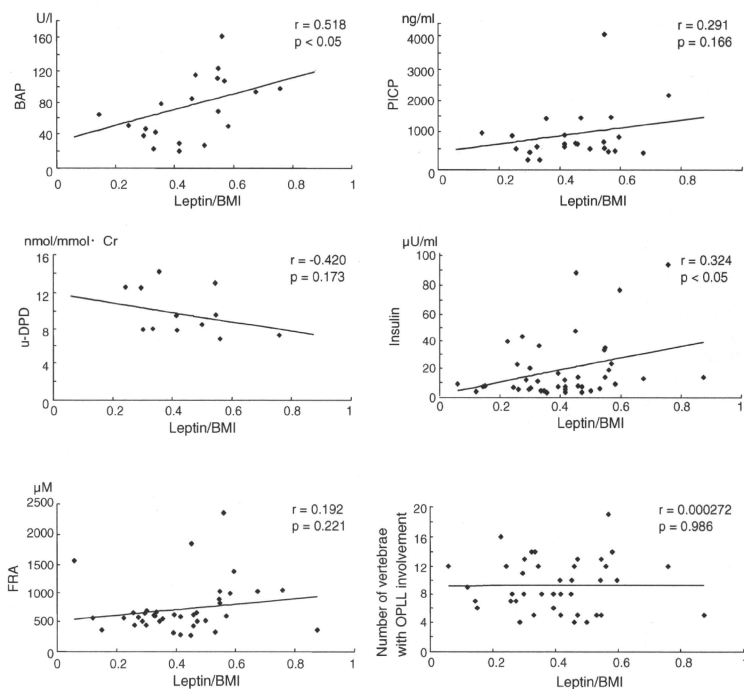 U/l
r = 0.518
p < 0.05
BAP
160
120
80
40
0
0 0.2 0.4 0.6 0.8 1
Leptin/BMI
ng/ml
r = 0.291
p = 0.166
PICP
4000
3000
2000
1000
0
0 0.2 0.4 0.6 0.8
Leptin/BMI
nmol/mmol· Cr
r = -0.420
p = 0.173
u-DPD
16
12
8
4
0
0 0.2 0.4 0.6 0.8 1
Leptin/BMI
µU/ml
r = 0.324
p < 0.05
Insulin
100
80
60
40
20
0
0 0.2 0.4 0.6 0.8 1
Leptin/BMI
µM
r = 0.192
p = 0.221
FRA
2500
2000
1500
1000
500
0
0 0.2 0.4 0.6 0.8 1
Leptin/BMI
r = 0.000272
p = 0.986
Number of vertebrae
with OPLL involvement
20
16
12
8
4
0
0 0.2 0.4 0.6 0.8 1
Leptin/BMI